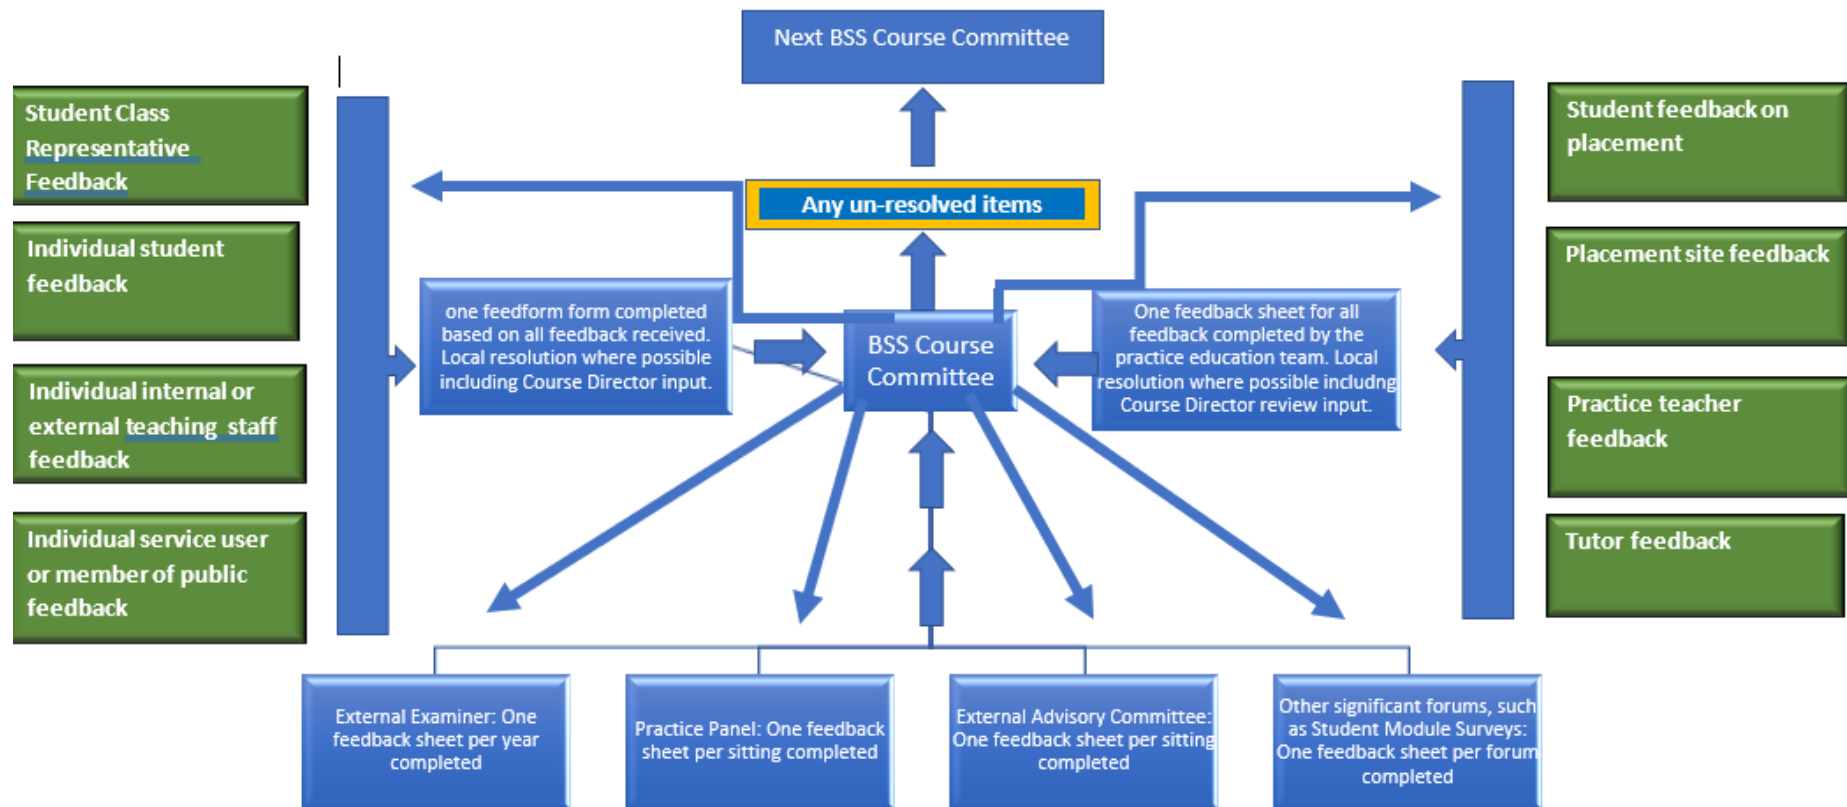 Next BSS Course Committee
Student Class
Representative
Feedback
Individual student
feedback
Individual internal or
external teaching staff
feedback
Individual service user
or member of public
feedback
Any un-resolved items
one feedform form completed
based on all feedback received.
Local resolution where possible
including Course Director input.
BSS Course
Committee
One feedback sheet for all
feedback completed by the
practice education team. Local
resolution where possible includng
Course Director review input.
Student feedback on
placement
Placement site feedback
Practice teacher
feedback
Tutor feedback
External Examiner: One
feedback sheet per year
completed
Practice Panel: One feedback
sheet per sitting completed
External Advisory Committee:
One feedback sheet per sitting
completed
Other significant forums, such
as Student Module Surveys:
One feedback sheet per forum
completed